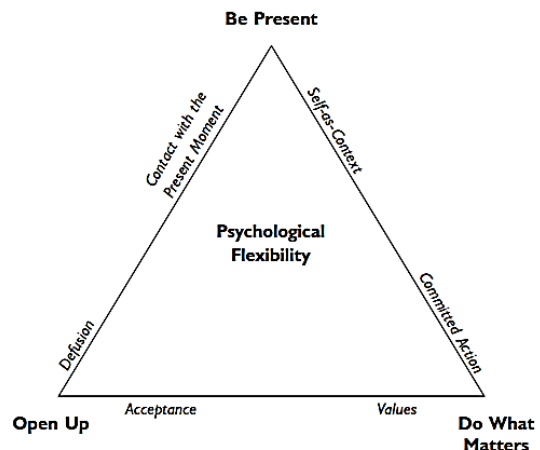 Be Present
Contact with the
Present Moment
Self-as-Context
Psychological
Flexibility
Defusion
Committed Action
Acceptance
Values
Open Up
Do What
Matters